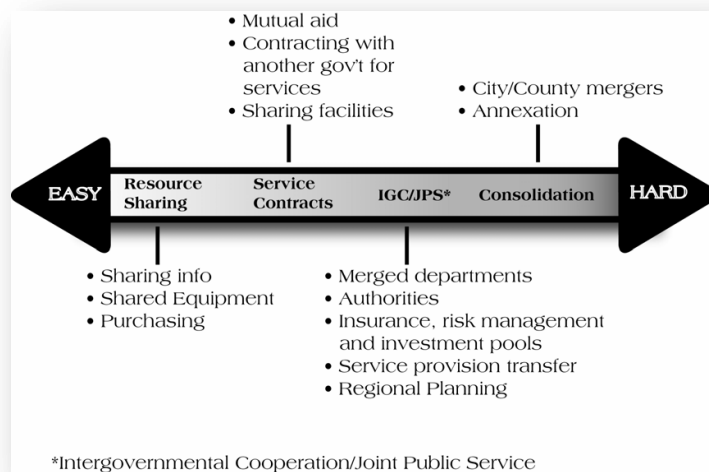 • Mutual aid
• Contracting with
another gov't for
services
• Sharing facilities
• City/County mergers
• Annexation
EASY
Resource
Sharing
Service
Contracts
IGC/JPS*
Consolidation
HARD
• Sharing info
• Shared Equipment
• Purchasing
• Merged departments
• Authorities
• Insurance, risk management
and investment pools
• Service provision transfer
• Regional Planning
*Intergovernmental Cooperation/Joint Public Service